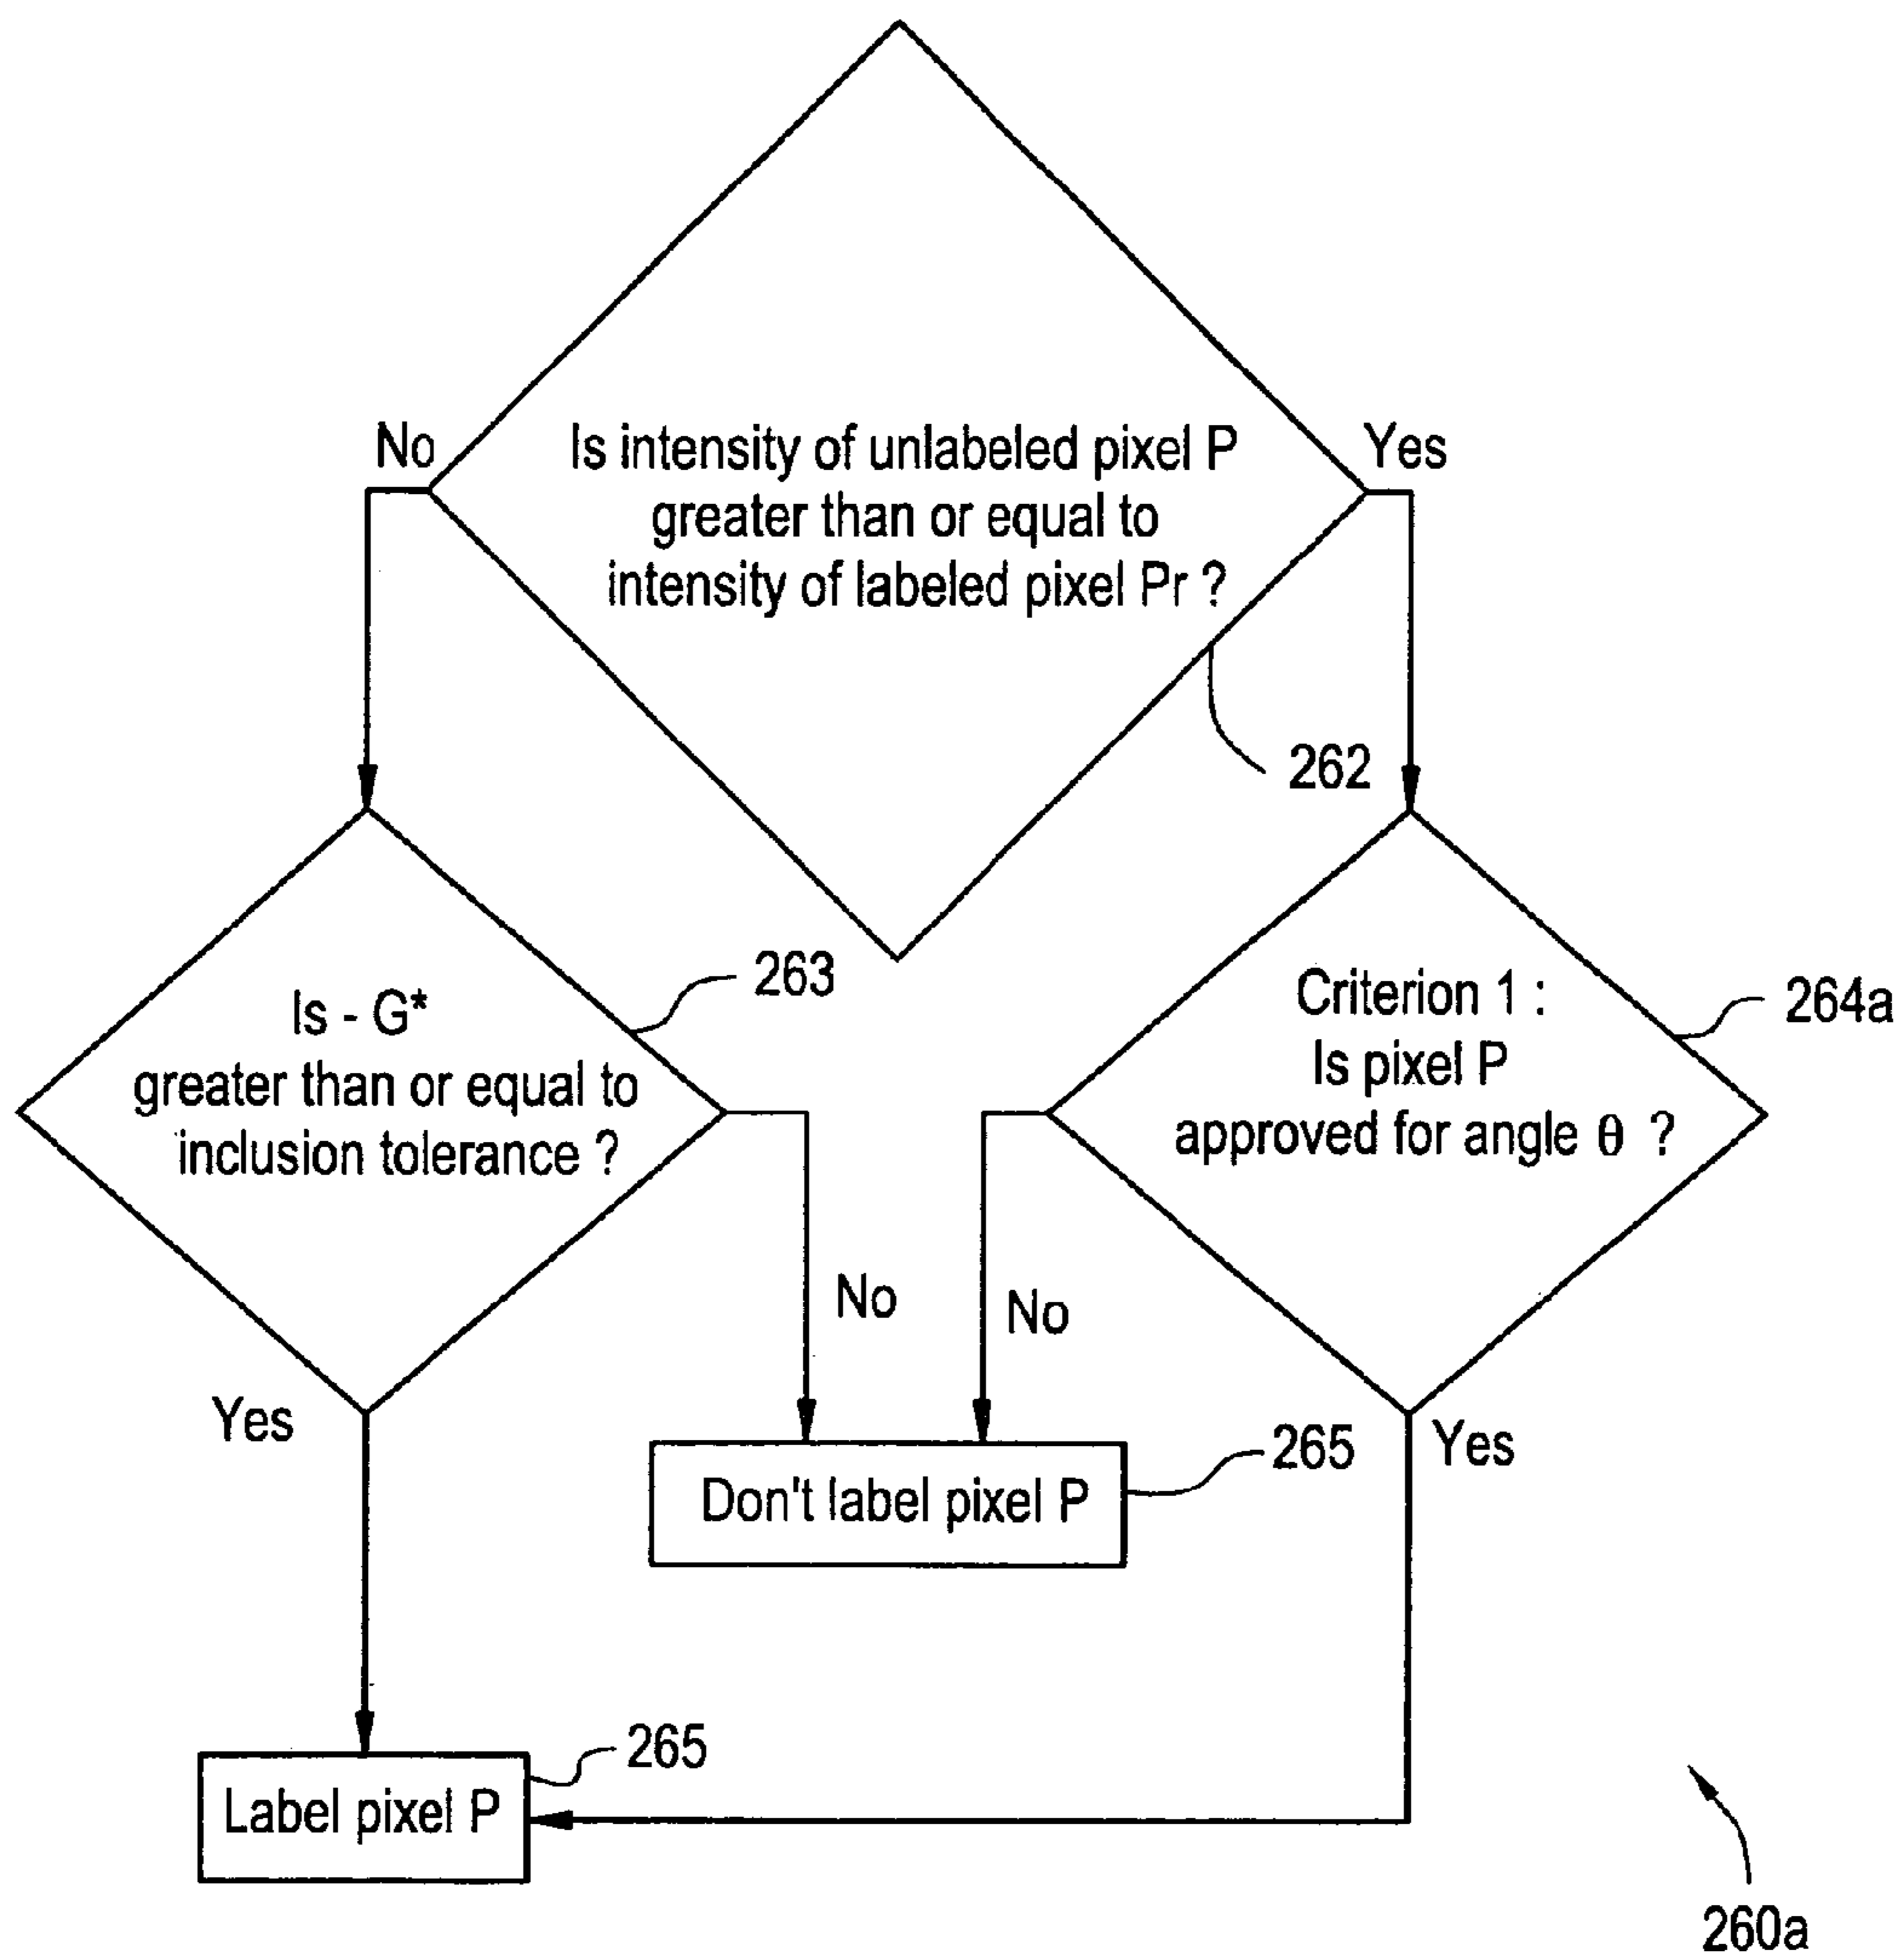 No
Is intensity of unlabeled pixel P
greater than or equal to
intensity of labeled pixel Pr ?
Yes
262
Is - G*
greater than or equal to
inclusion tolerance ?
263
Criterion 1 :
Is pixel P
approved for angle θ ?
264a
No
No
Yes
Don't label pixel P
265
Yes
Label pixel P
265
260a